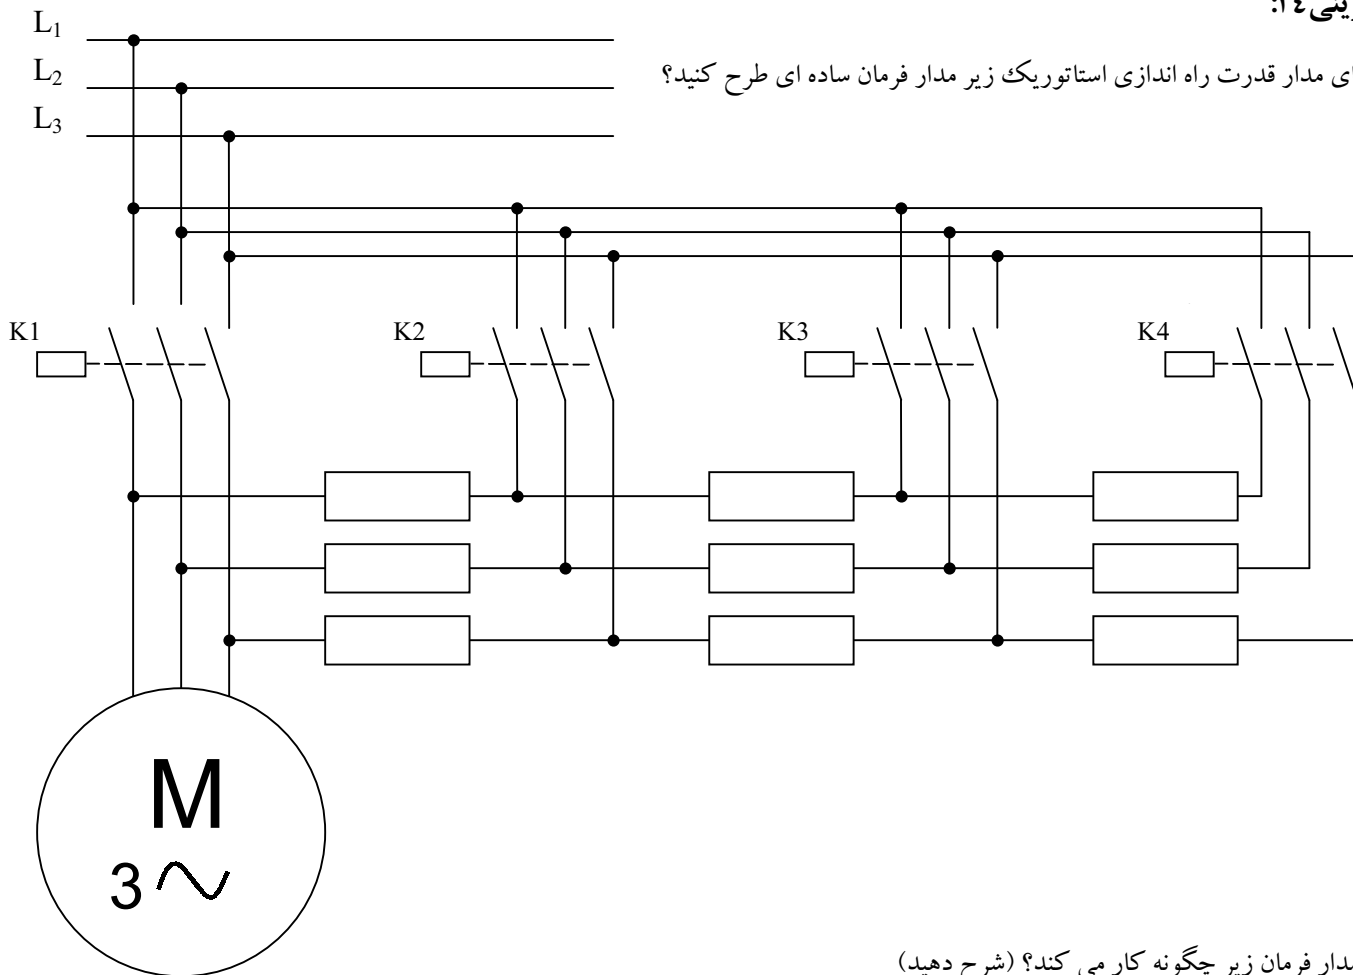 L1
L2
L3
ای مدار قدرت راه اندازی استاتوریک زیر مدار فرمان ساده ای طرح کنید؟
K1
K2
K3
K4
M
3
مدار فرمان زیر چگونه کار می کند؟ (شرح دهید)